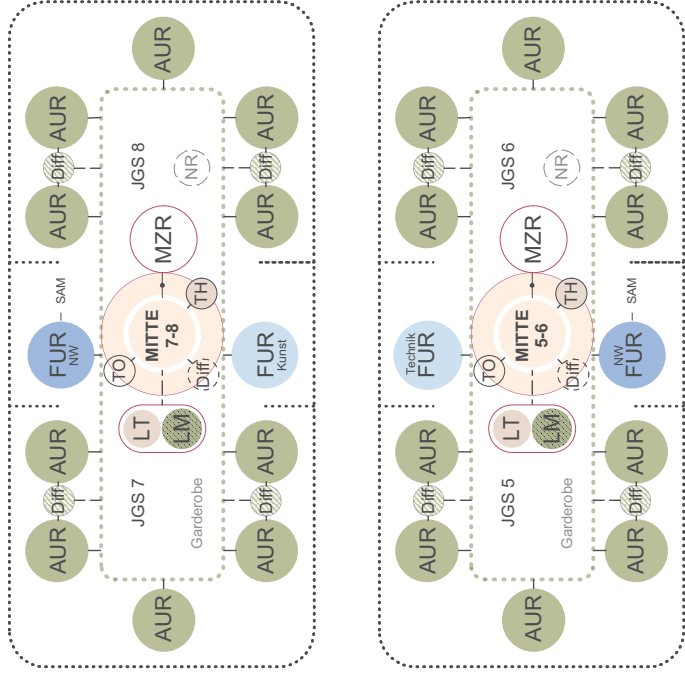 AUR
Diff
AUR
FUR
NW
SAM
AUR
Diff
AUR
TO
JGS 7
LT
JGS 8
AUR
MITTE
7-8
MZR
AUR
Garderobe
LM
Diff
TH
NR
AUR
Diff
AUR
FUR
Kunst
AUR
Diff
AUR
AUR
Diff
AUR
Technik
FUR
AUR
Diff
AUR
TO
JGS 5
LT
JGS 6
AUR
MITTE
5-6
MZR
AUR
Garderobe
LM
Diff
TH
NR
AUR
Diff
AUR
NW
FUR
SAM
AUR
Diff
AUR